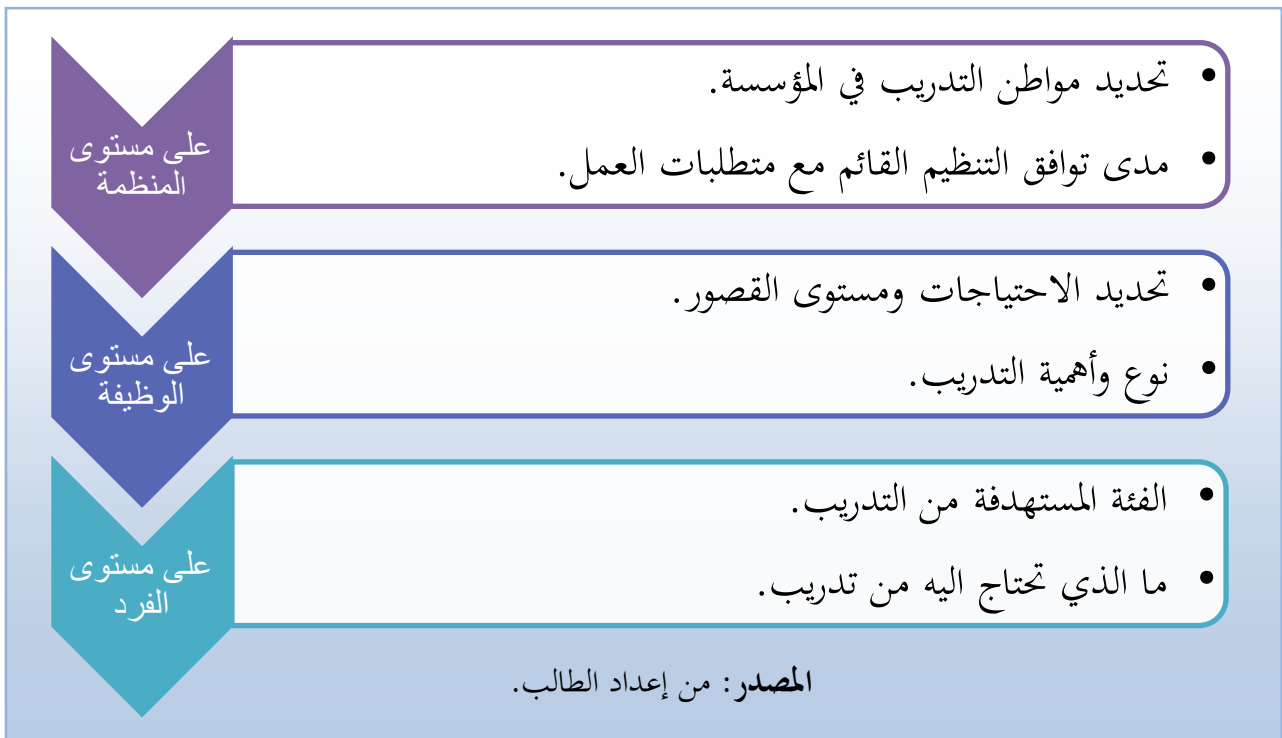 على مستوى
المنظمة
• تحديد مواطن التدريب في المؤسسة.
• مدى توافق التنظيم القائم مع متطلبات العمل.
على مستوى
الوظيفة
• تحديد الاحتياجات ومستوى القصور.
• نوع وأهمية التدريب.
على مستوى
الفرد
• الفئة المستهدفة من التدريب.
• ما الذي تحتاج اليه من تدريب.
المصدر: من إعداد الطالب.